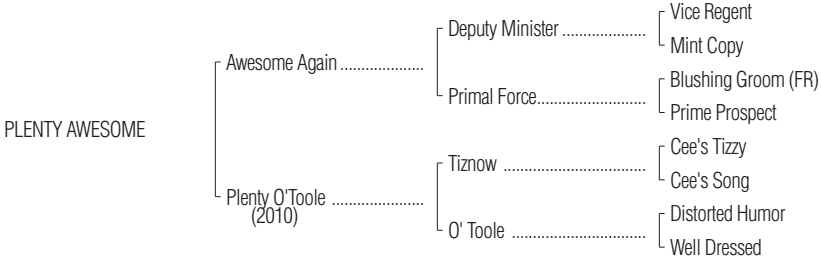 Vice Regent
Deputy Minister ....................
Mint Copy
Awesome Again ....................
Blushing Groom (FR)
Primal Force..........................
Prime Prospect
PLENTY AWESOME
Cee's Tizzy
Tiznow ..................................
Cee's Song
Plenty O'Toole ......................
(2010)
Distorted Humor
O' Toole ................................
Well Dressed